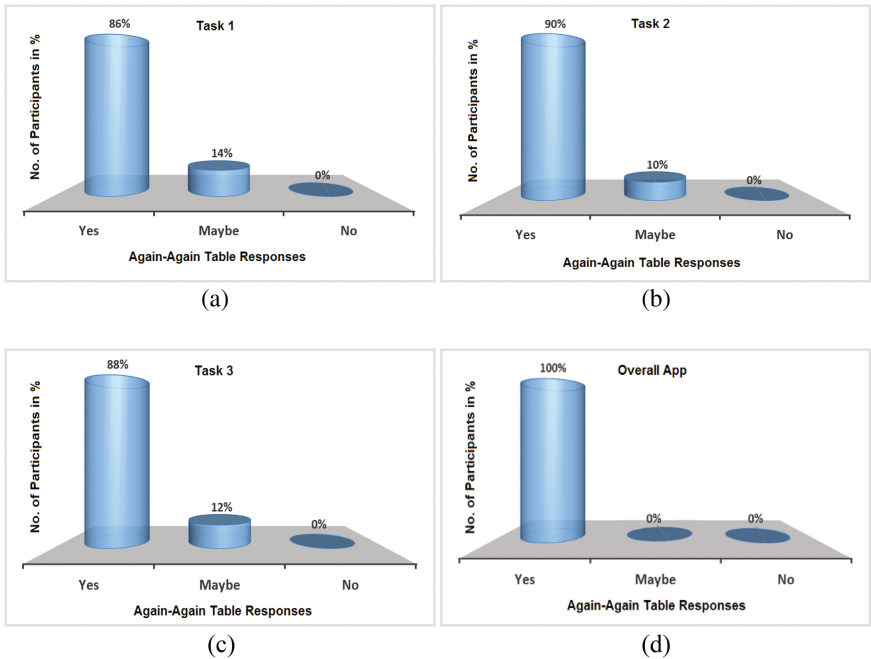 86%
Task 1
No. of Participants in %
14%
0%
Yes
Maybe
No
Again-Again Table Responses
(a)
90%
Task 2
No. of Participants in %
10%
0%
Yes
Maybe
No
Again-Again Table Responses
(b)
88%
Task 3
No. of Participants in %
12%
0%
Yes
Maybe
No
Again-Again Table Responses
(c)
100%
Overall App
No. of Participants in %
0%
0%
Yes
Maybe
No
Again-Again Table Responses
(d)